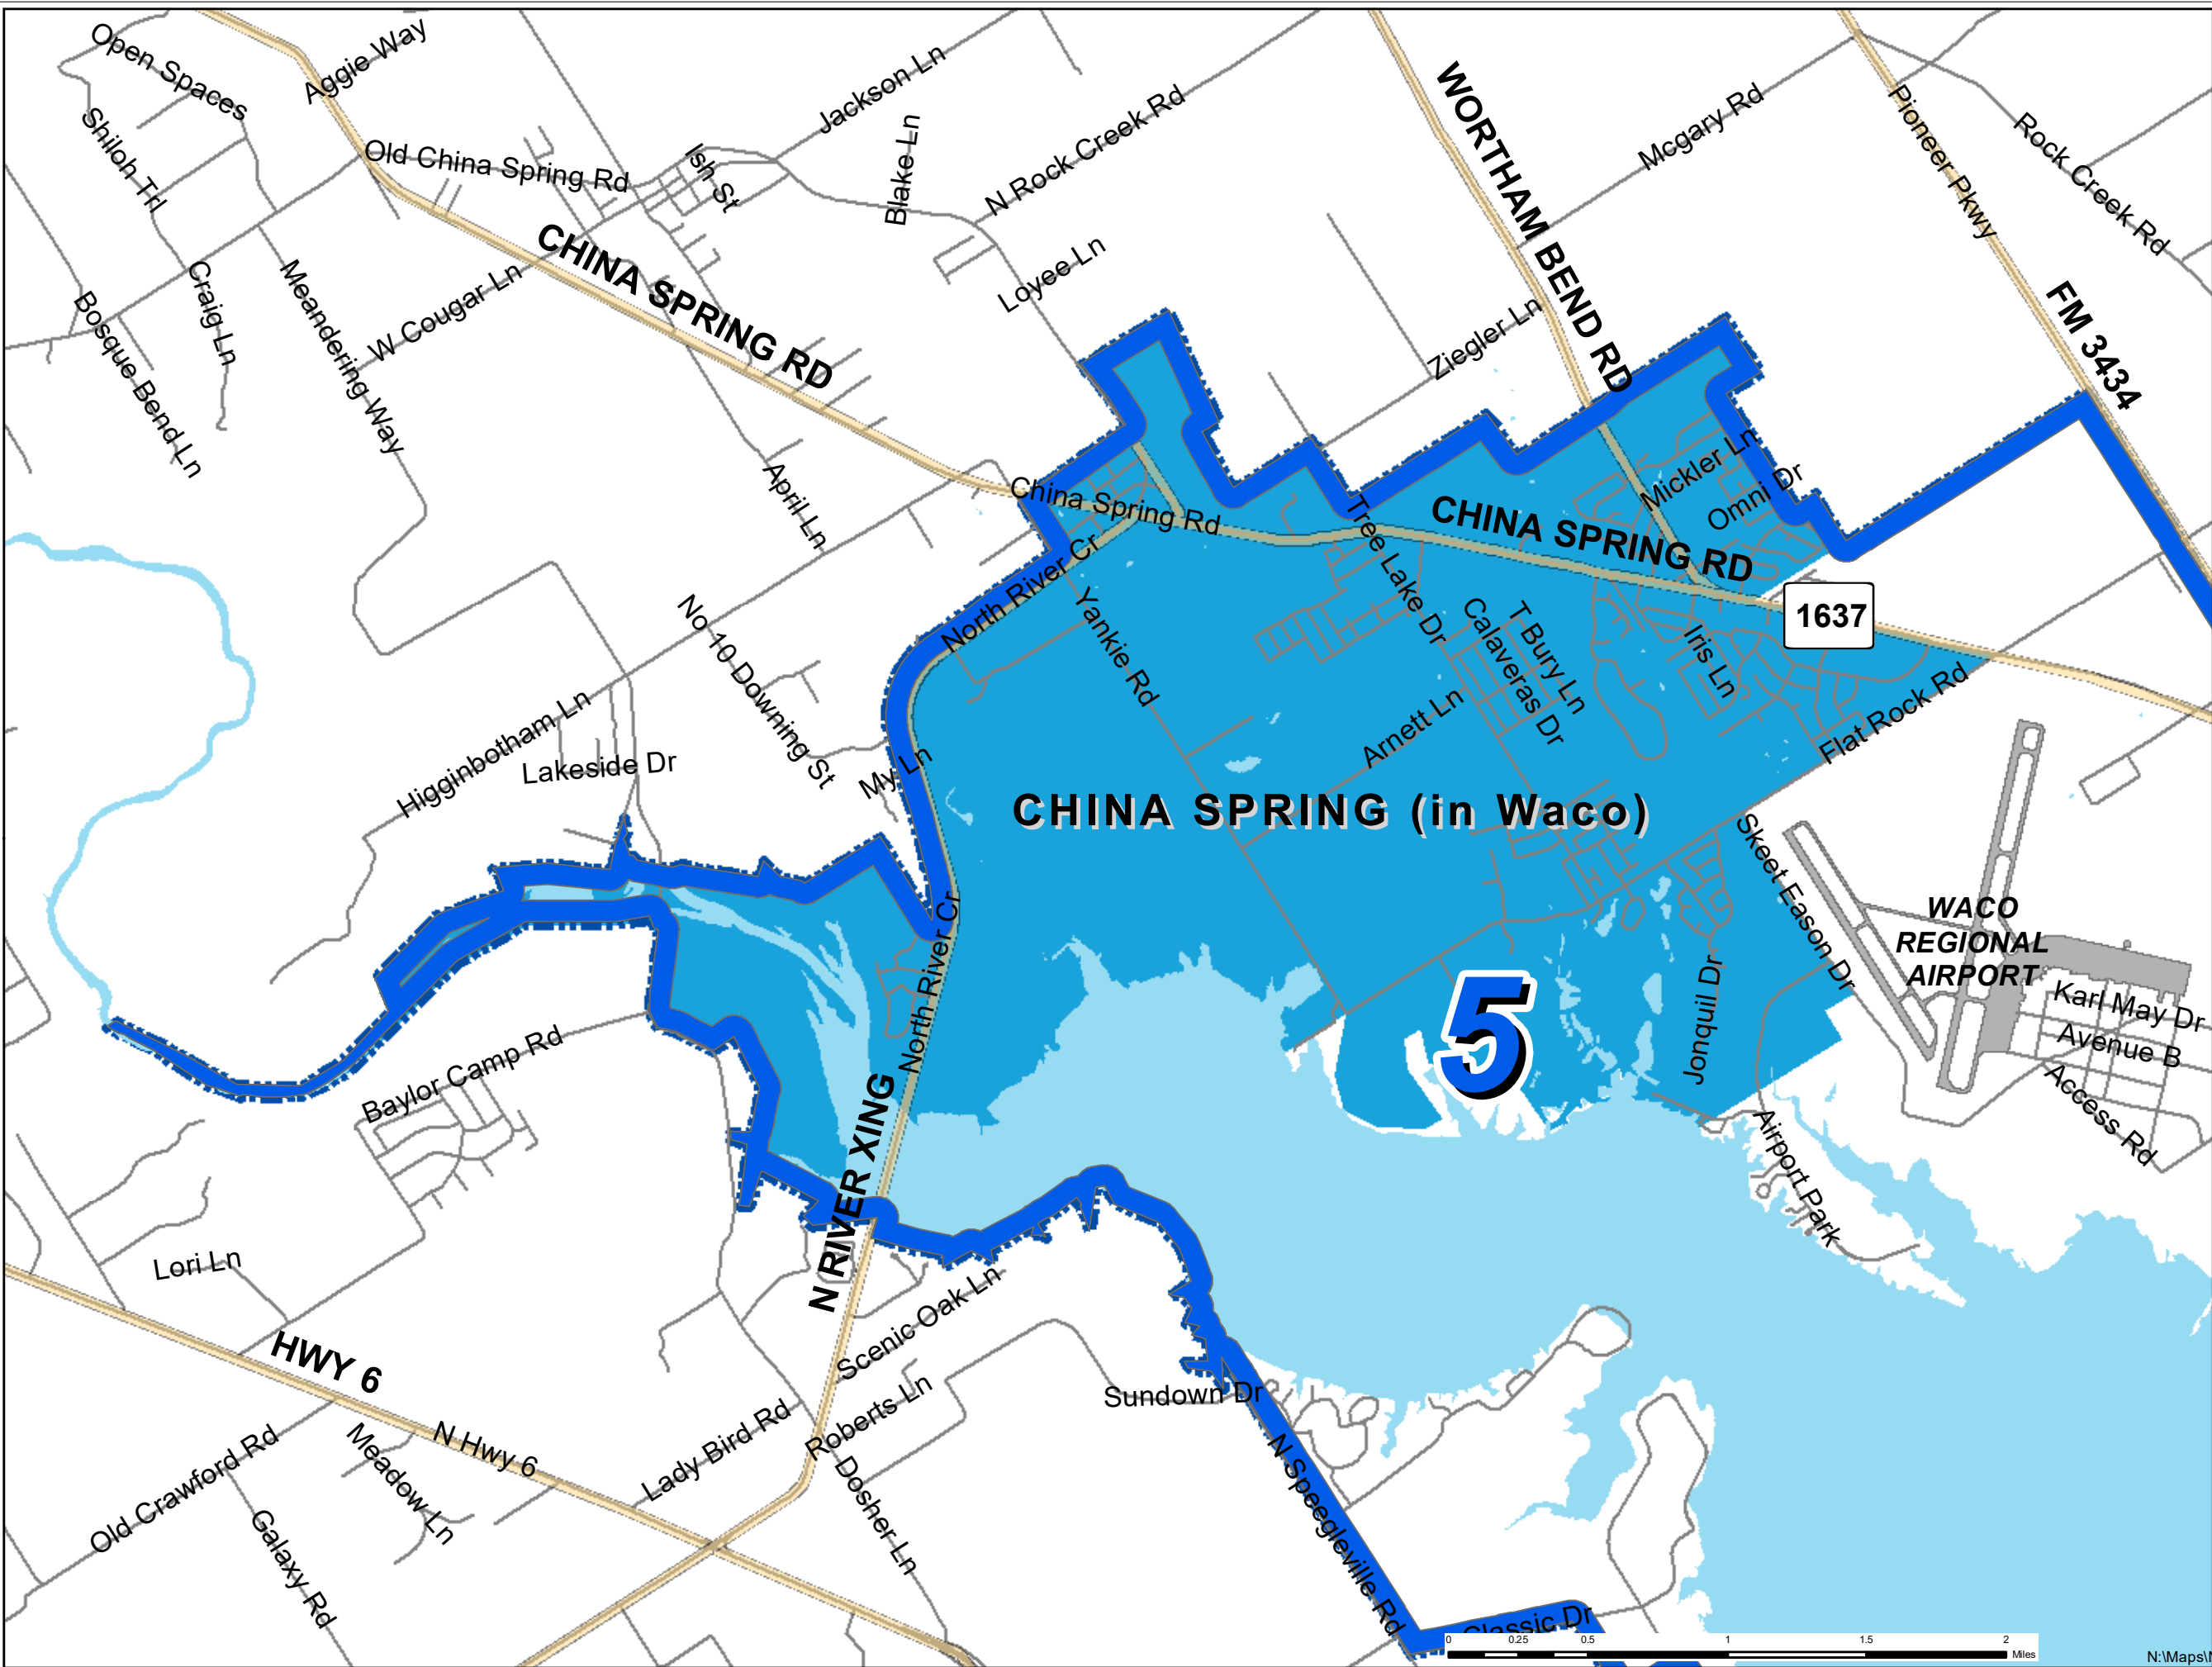 Open Spaces
Aggie Way
Jackson Ln
Blake Ln
N Rock Creek Rd
WORTHAM BEND RD
Mcgary Rd
Pioneer Pkwy
Rock Creek Rd
Shiloh Trl
Old China Spring Rd
Ish St
CHINA SPRING RD
Loyee Ln
Craig Ln
Meandering Way
W Cougar Ln
Bosque Bend Ln
Ziegler Ln
FM 3434
April Ln
China Spring Rd
Tree Lake Dr
CHINA SPRING RD
Mickler Ln
Omni Dr
North River Cr
1637
No 10 Downing St
Yankie Rd
Calaveras Dr
T Bury Ln
Iris Ln
Higginbotham Ln
Lakeside Dr
My Ln
Arnett Ln
Flat Rock Rd
CHINA SPRING (in Waco)
Skeet Eason Dr
WACO
REGIONAL
AIRPORT
North River Cr
5
Jonquil Dr
Karl May Dr
Avenue B
Access Rd
Baylor Camp Rd
N RIVER XING
Airport Park
Lori Ln
HWY 6
Scenic Oak Ln
Sundown Dr
Roberts Ln
Lady Bird Rd
N Hwy 6
Meadow Ln
Old Crawford Rd
Galaxy Rd
Dosher Ln
N Speegleville Rd
Classic Dr
0 0.25 0.5 1 1.5 2
Miles
N:\Maps\